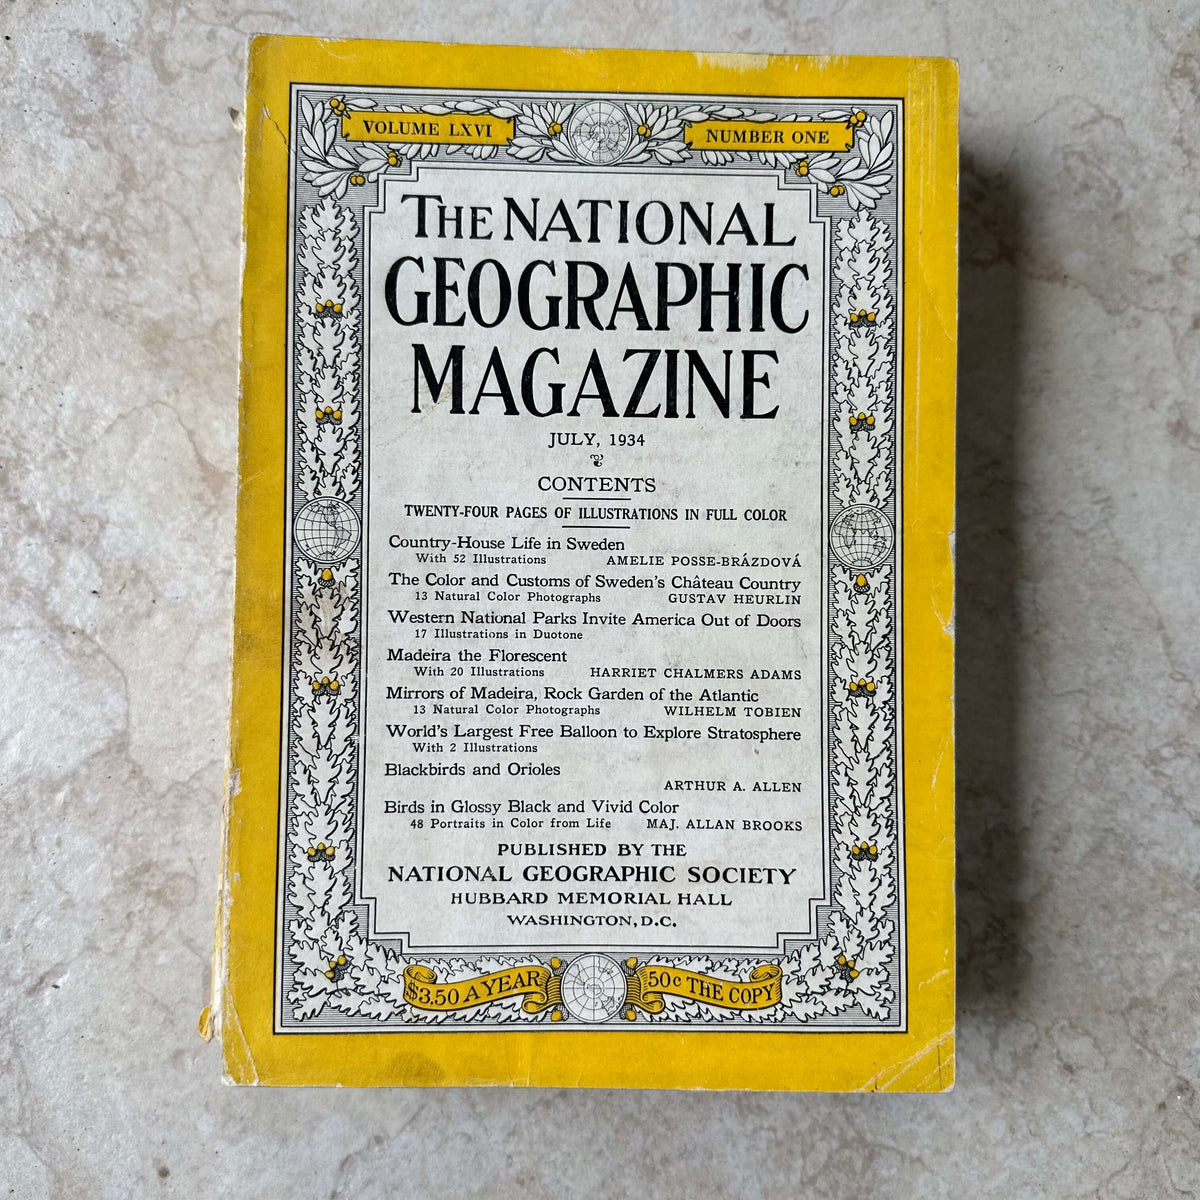 VOLUME LXVI
NUMBER ONE
THE NATIONAL
GEOGRAPHIC
MAGAZINE
JULY, 1934
CONTENTS
TWENTY-FOUR PAGES OF ILLUSTRATIONS IN FULL COLOR
Country-House Life in Sweden
With 52 Illustrations AMELIE POSSE-BRÁZDOVÁ
The Color and Customs of Sweden's Château Country
13 Natural Color Photographs GUSTAV HEURLIN
Western National Parks Invite America Out of Doors
17 Illustrations in Duotone
Madeira the Florescent
With 20 Illustrations HARRIET CHALMERS ADAMS
Mirrors of Madeira, Rock Garden of the Atlantic
13 Natural Color Photographs WILHELM TOBIEN
World's Largest Free Balloon to Explore Stratosphere
With 2 Illustrations
Blackbirds and Orioles
ARTHUR A. ALLEN
Birds in Glossy Black and Vivid Color
48 Portraits in Color from Life MAJ. ALLAN BROOKS
PUBLISHED BY THE
NATIONAL GEOGRAPHIC SOCIETY
HUBBARD MEMORIAL HALL
WASHINGTON, D.C.
$3.50 A YEAR
50c THE COPY